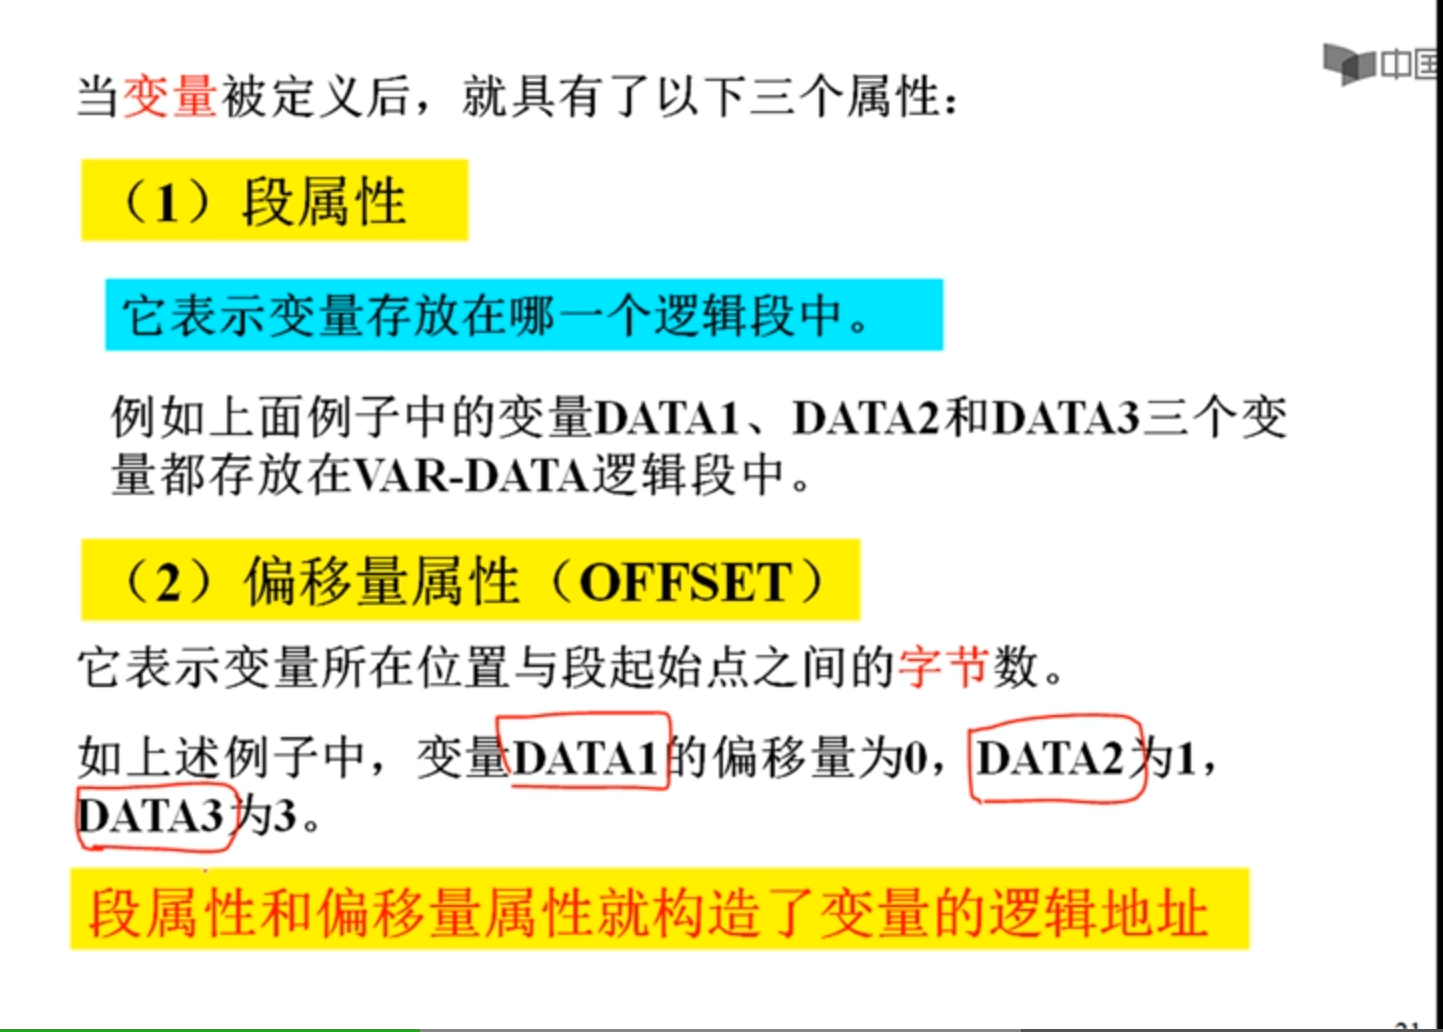 中国
当变量被定义后，就具有了以下三个属性：
（1）段属性
它表示变量存放在哪一个逻辑段中。
例如上面例子中的变量DATA1、DATA2和DATA3三个变
量都存放在VAR-DATA逻辑段中。
（2）偏移量属性（OFFSET）
它表示变量所在位置与段起始点之间的字节数。
如上述例子中，变量DATA1的偏移量为0，DATA2为1，
DATA3为3。
段属性和偏移量属性就构造了变量的逻辑地址